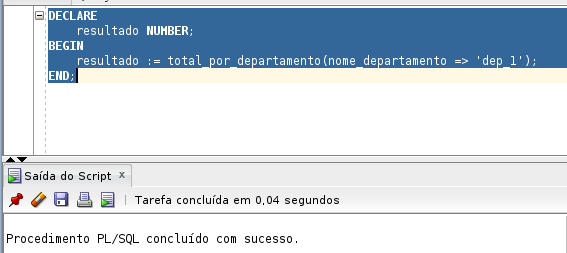 DECLARE
resultado NUMBER;
BEGIN
resultado := total_por_departamento(nome_departamento => 'dep_1');
END;
Saída do Script x
Tarefa concluída em 0,04 segundos
Procedimento PL/SQL concluído com sucesso.